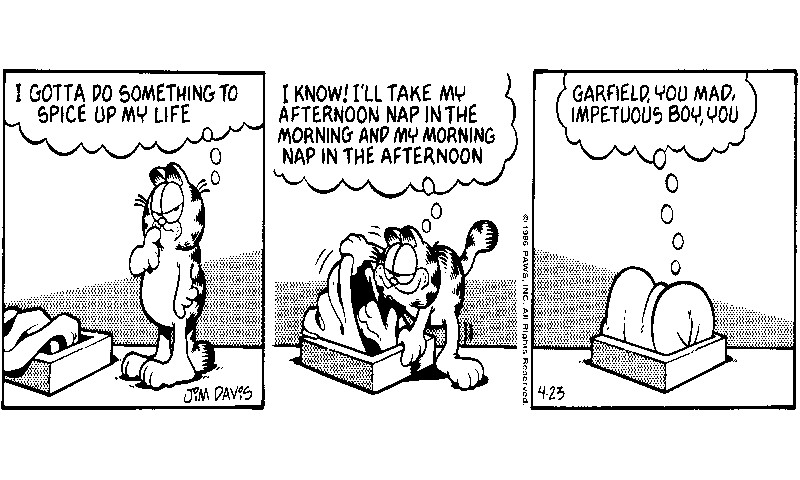 I GOTTA DO SOMETHING TO
SPICE UP MY LIFE
JIM DAVIS
I KNOW! I'LL TAKE MY
AFTERNOON NAP IN THE
MORNING AND MY MORNING
NAP IN THE AFTERNOON
© 1986 PAWS, INC. All Rights Reserved.
GARFIELD, YOU MAD,
IMPETUOUS BOY, YOU
4-23